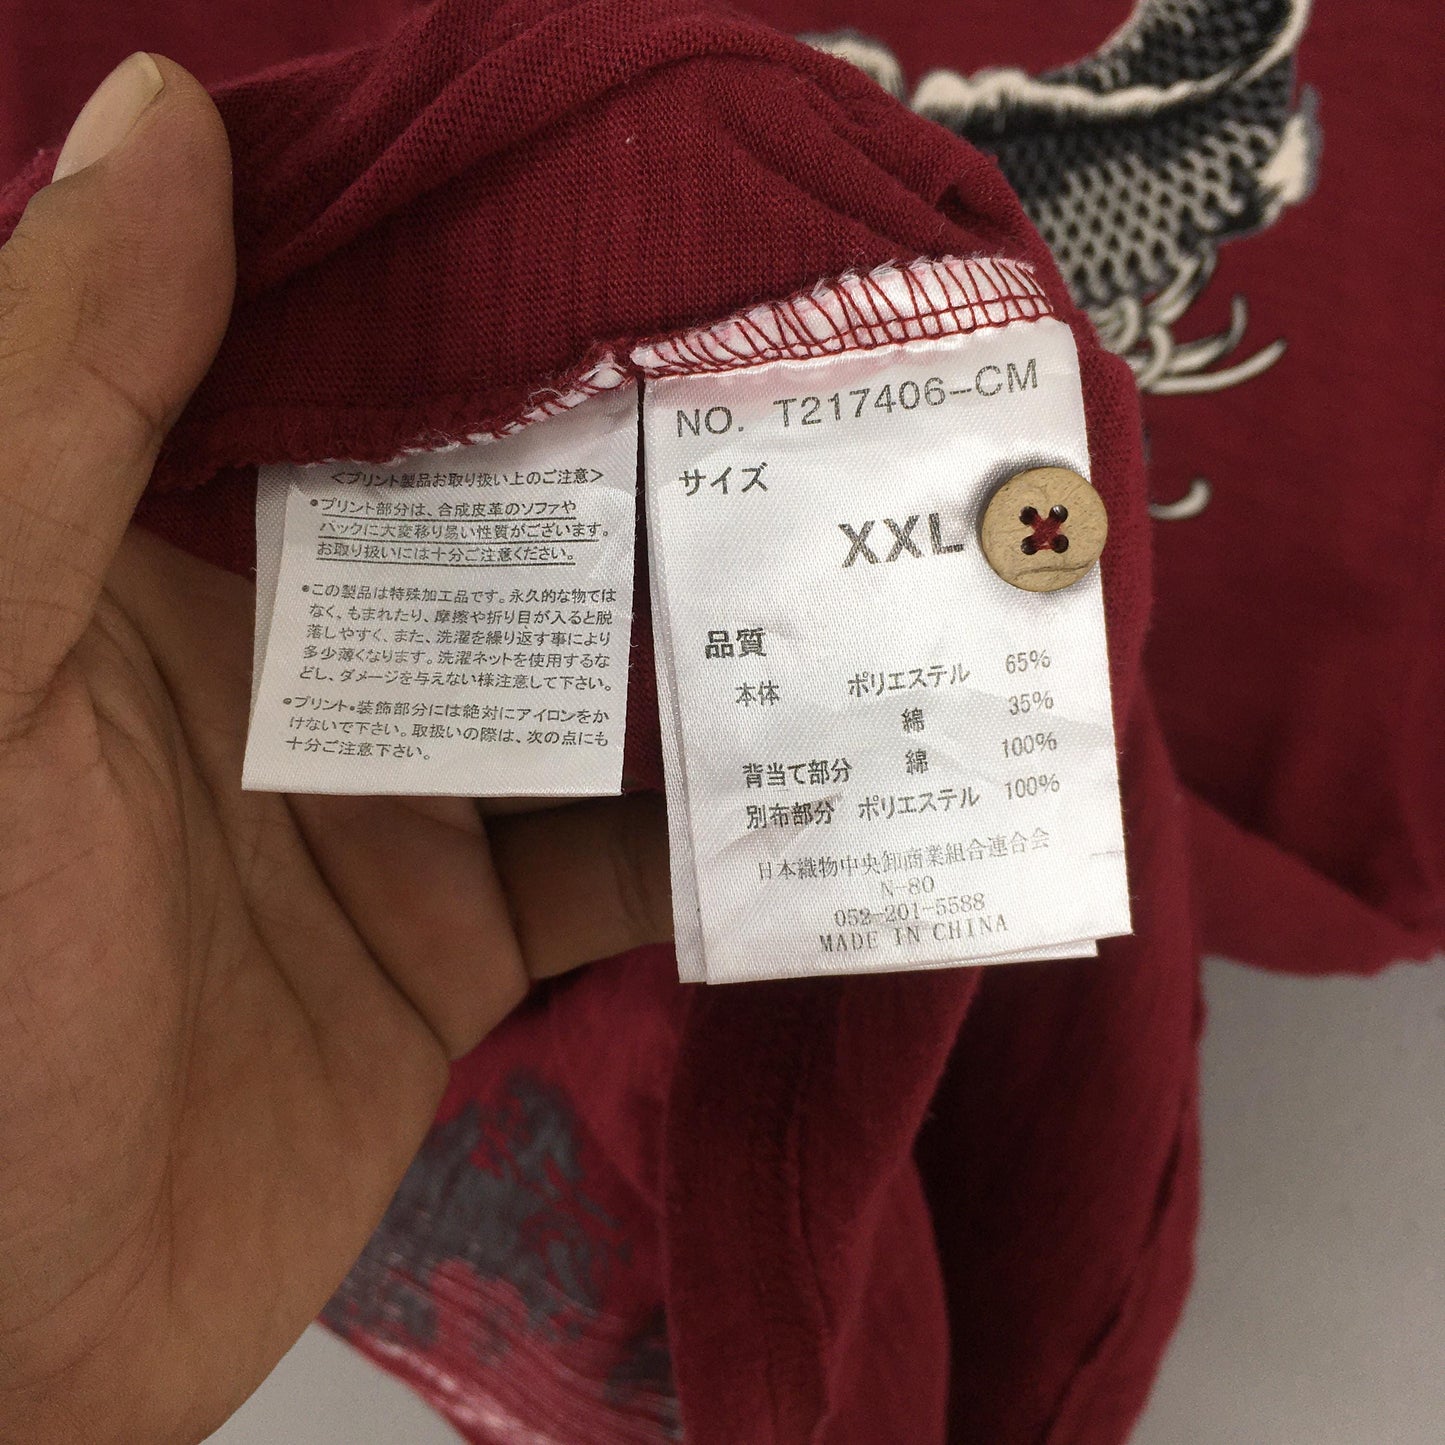 <プリント製品お取り扱い上のご注意>
●プリント部分は、合成皮革のソファや
バックに大変移り易い性質がございます。
お取り扱いには十分ご注意ください。
●この製品は特殊加工品です。永久的な物では
なく、もまれたり、摩擦や折り目が入ると脱
落しやすく、また、洗濯を繰り返す事により
多少薄くなります。洗濯ネットを使用するな
どし、ダメージを与えない様注意して下さい。
●プリント・装飾部分には絶対にアイロンをか
けないで下さい。取扱いの際は、次の点にも
十分ご注意下さい。
NO. T217406-CM
サイズ
XXL
品質
本体 ポリエステル 65%
綿 35%
背当て部分 綿 100%
別布部分 ポリエステル 100%
日本織物中央卸商業組合連合会
N-80
052-201-5588
MADE IN CHINA